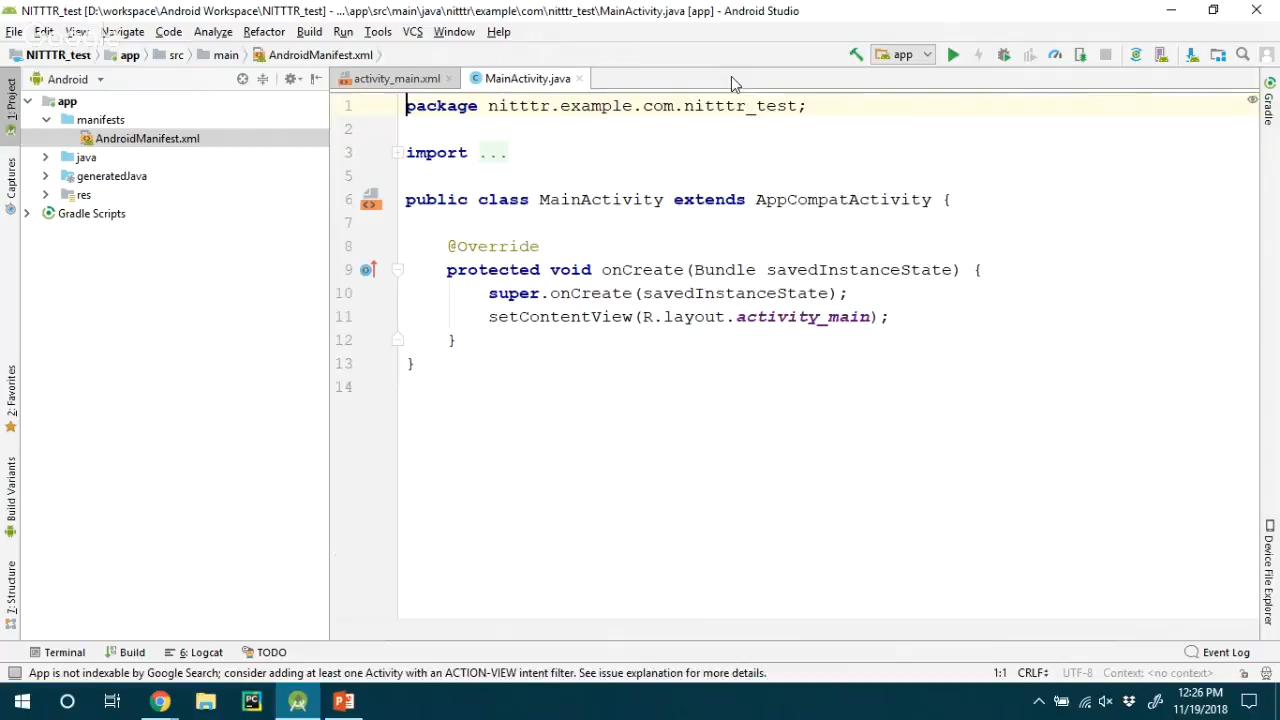 NITTTR_test [D:\workspace\Android Workspace\NITTTR_test] - ...\app\src\main\java\nitttr\example\com\nitttr_test\MainActivity.java [app] - Android Studio
File Edit View Navigate Code Analyze Refactor Build Run Tools VCS Window Help
NITTTR_test app src main AndroidManifest.xml
app
Android
activity_main.xml MainActivity.java
app
manifests
AndroidManifest.xml
java
generatedJava
res
Gradle Scripts
1: Project
Captures
2: Favorites
Build Variants
7: Structure
1 package nitttr.example.com.nitttr_test;
2
3 import ...
5
6 public class MainActivity extends AppCompatActivity {
7
8 @Override
9 protected void onCreate(Bundle savedInstanceState) {
10 super.onCreate(savedInstanceState);
11 setContentView(R.layout.activity_main);
12 }
13 }
14
Gradle
Device File Explorer
Terminal Build 6: Logcat TODO Event Log
App is not indexable by Google Search; consider adding at least one Activity with an ACTION-VIEW intent filter. See issue explanation for more details. 1:1 CRLF UTF-8 Context: <no context>
PC
12:26 PM
11/19/2018